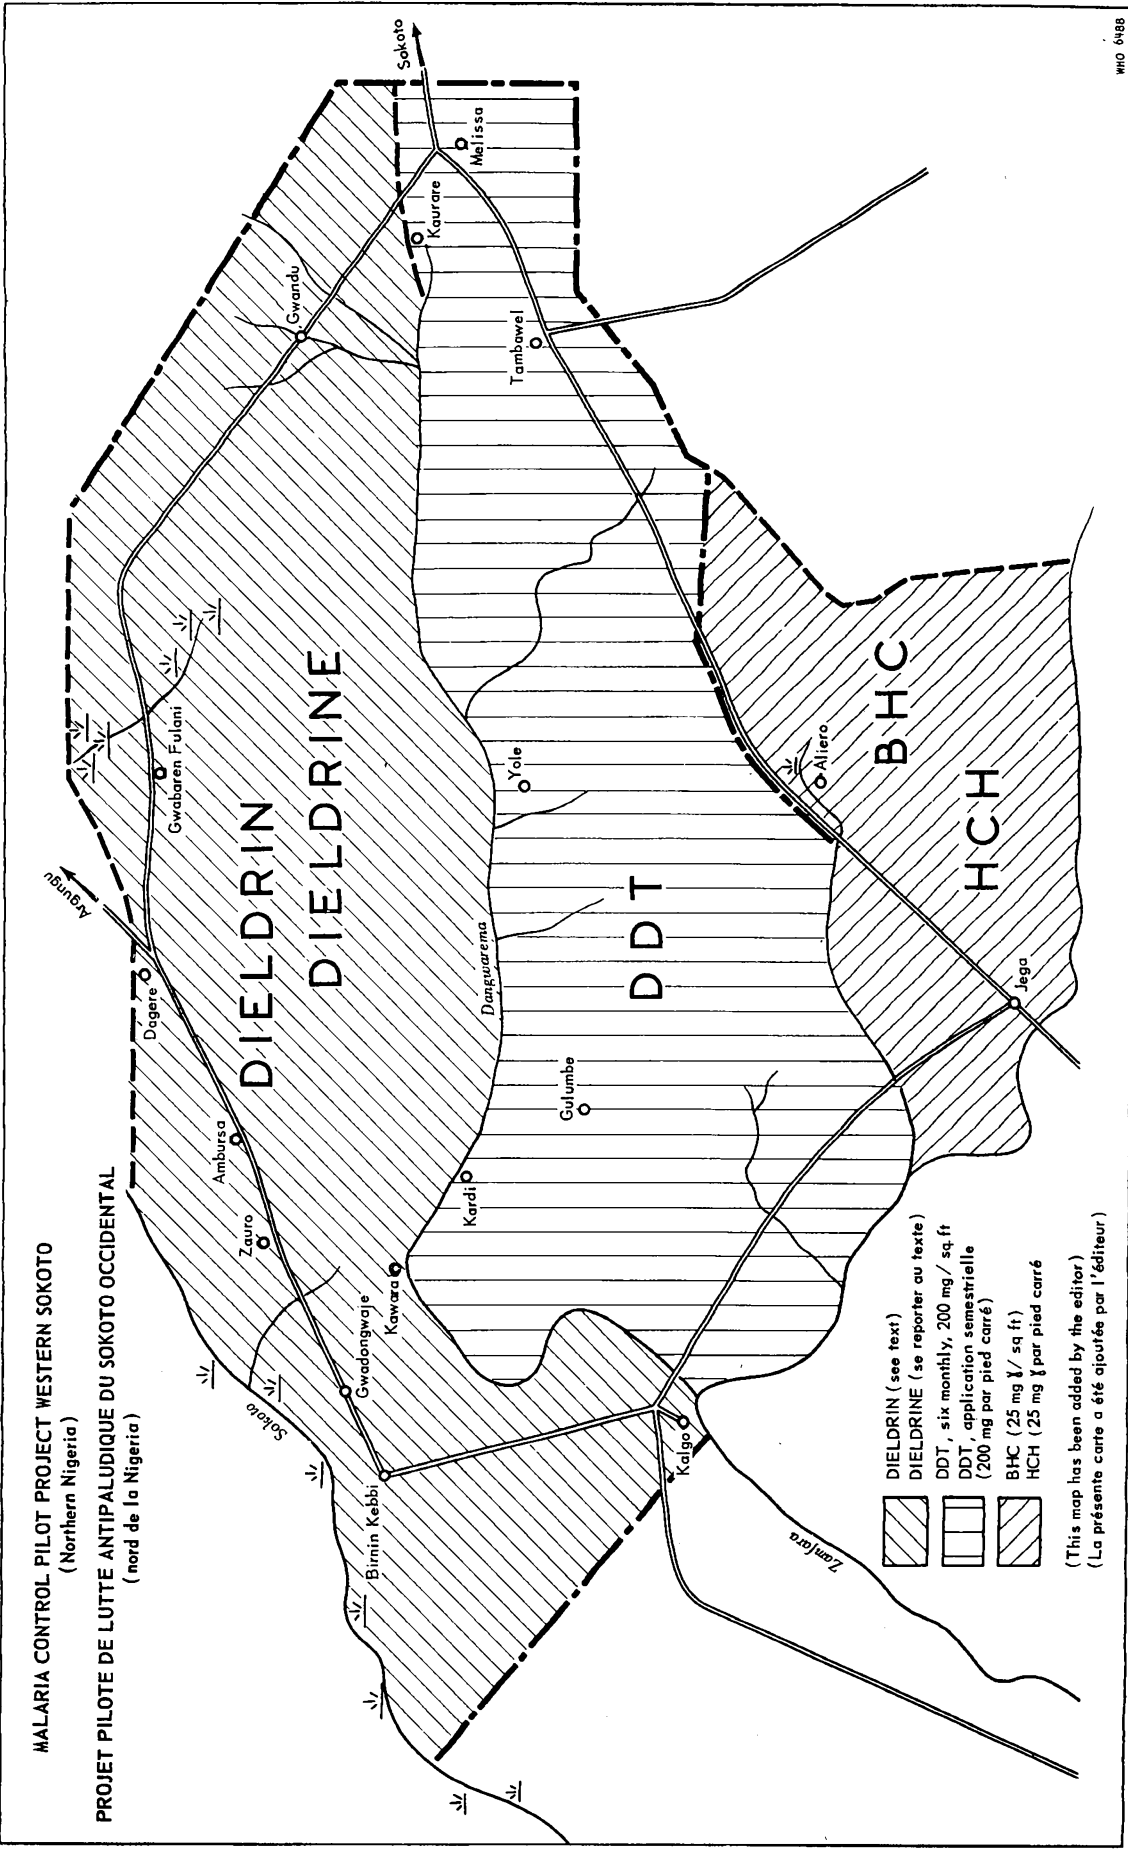 MALARIA CONTROL PILOT PROJECT WESTERN SOKOTO
(Northern Nigeria)
PROJET PILOTE DE LUTTE ANTIPALUDIQUE DU SOKOTO OCCIDENTAL
(nord de la Nigeria)
Argungu
Dagere
Gwabaren Fulani
Gwandu
Sokoto
Ambursa
Zauro
Sokoto
Gwadongwaje
Birnin Kebbi
Kawara
DIELDRIN
DIELDRINE
Kaurare
Melissa
Kardi
Dangwarema
Yole
Tambawel
Gulumbe
DDT
Kalgo
Aliero
BHC
HCH
Jega
Zamfara
DIELDRIN (see text)
DIELDRINE (se reporter au texte)
DDT, six monthly, 200 mg / sq. ft
DDT, application semestrielle
(200 mg par pied carré)
BHC (25 mg ɣ/ sq ft)
HCH (25 mg ɣ par pied carré
(This map has been added by the editor)
(La présente carte a été ajoutée par l'éditeur)
WHO 6488